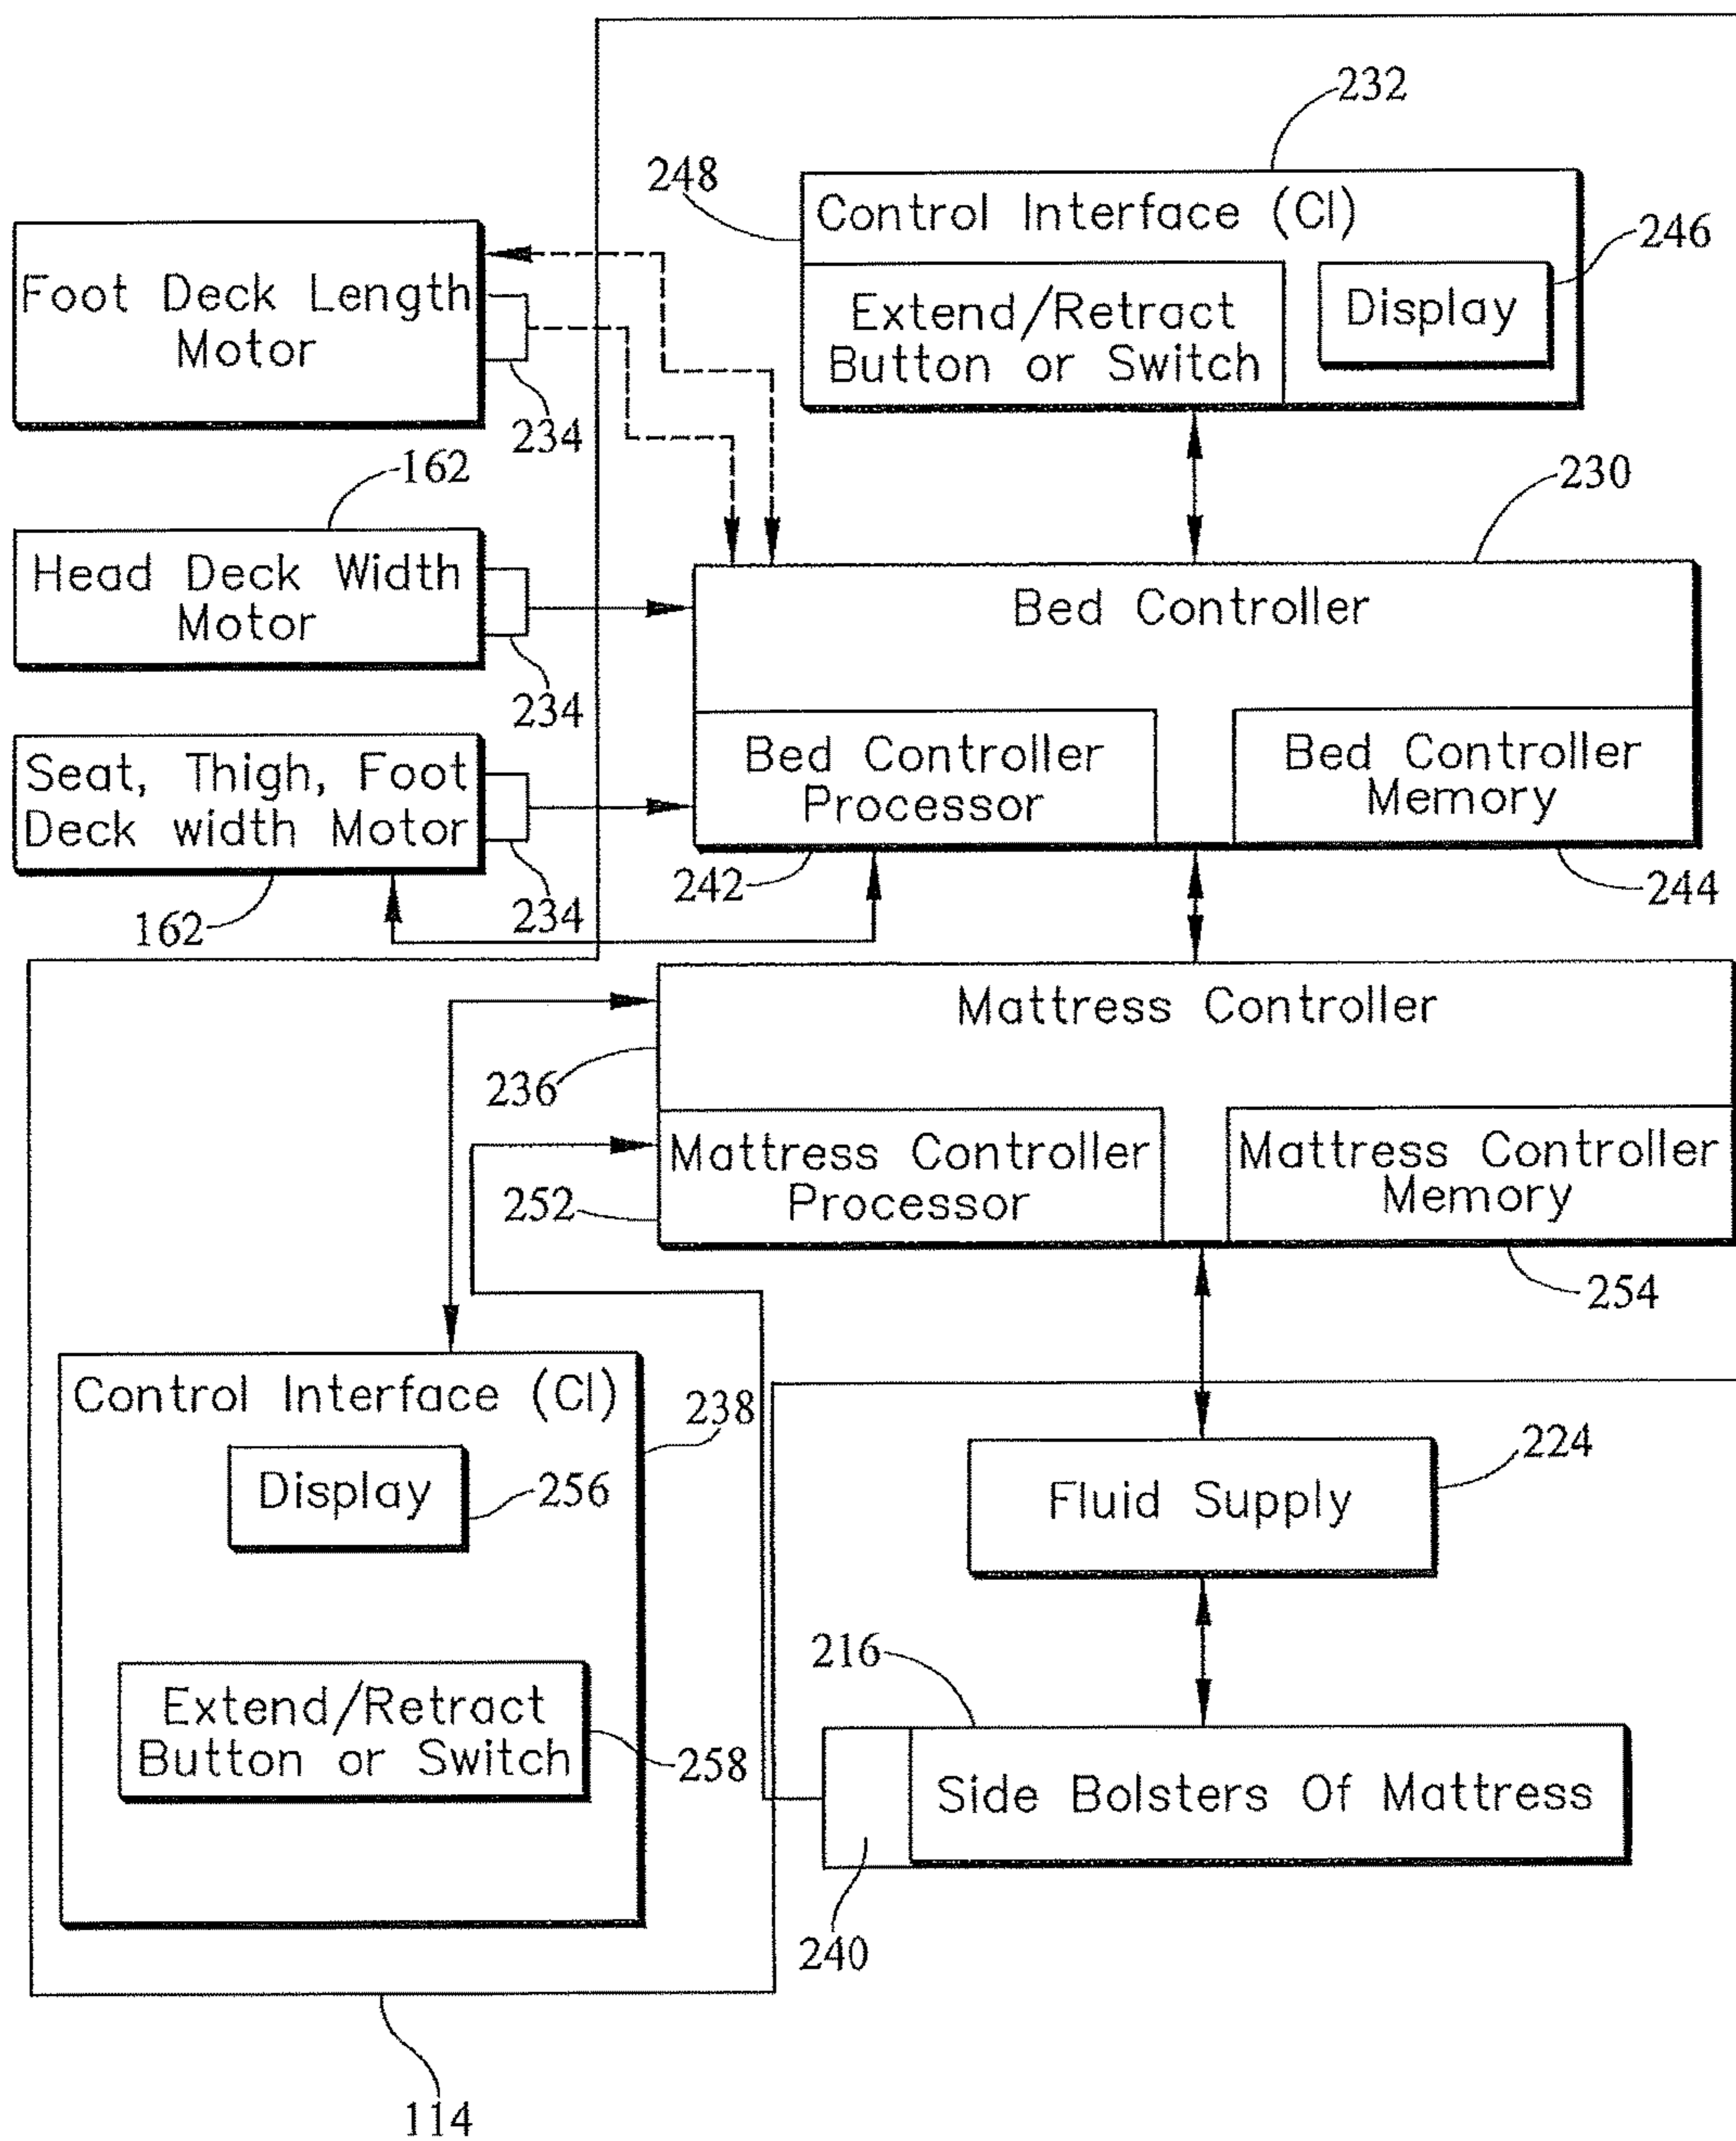 232
248
Control Interface (CI)
246
Extend/Retract
Button or Switch
Display
Foot Deck Length
Motor
234
162
230
Head Deck Width
Motor
234
Bed Controller
Seat, Thigh, Foot
Deck width Motor
234
162
Bed Controller
Processor
Bed Controller
Memory
242
244
Mattress Controller
236
Mattress Controller
Processor
Mattress Controller
Memory
252
254
Control Interface (CI)
238
Display
256
224
Fluid Supply
216
Extend/Retract
Button or Switch
258
Side Bolsters Of Mattress
240
114